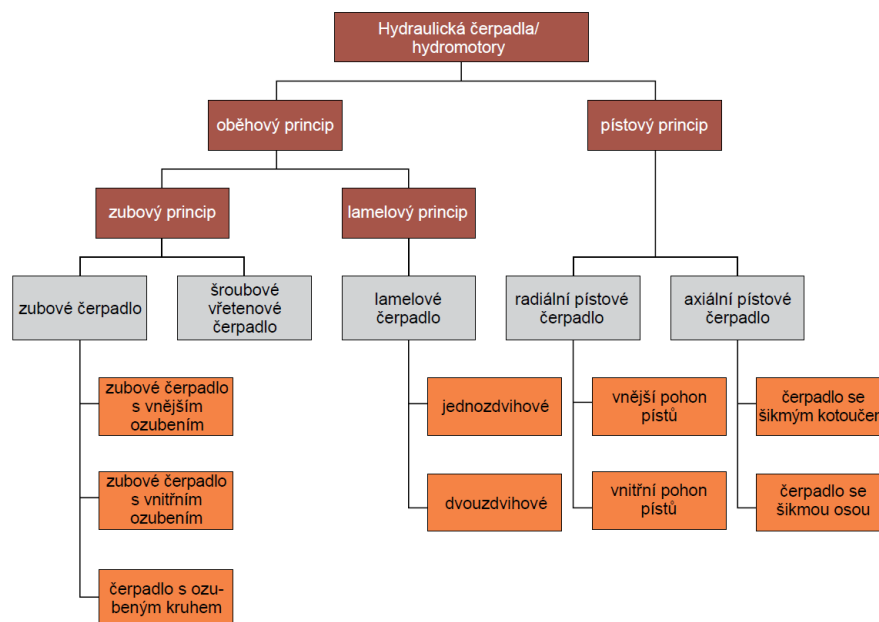 Hydraulická čerpadla/
hydromotory
oběhový princip
pístový princip
zubový princip
lamelový princip
zubové čerpadlo
šroubové
vřetenové
čerpadlo
lamelové
čerpadlo
radiální pístové
čerpadlo
axiální pístové
čerpadlo
zubové čerpadlo
s vnějším
ozubením
jednozdvihové
vnější pohon
pístů
čerpadlo se
šikmým kotoučem
zubové čerpadlo
s vnitřním
ozubením
dvouzdvihové
vnitřní pohon
pístů
čerpadlo se
šikmou osou
čerpadlo s ozu-
beným kruhem